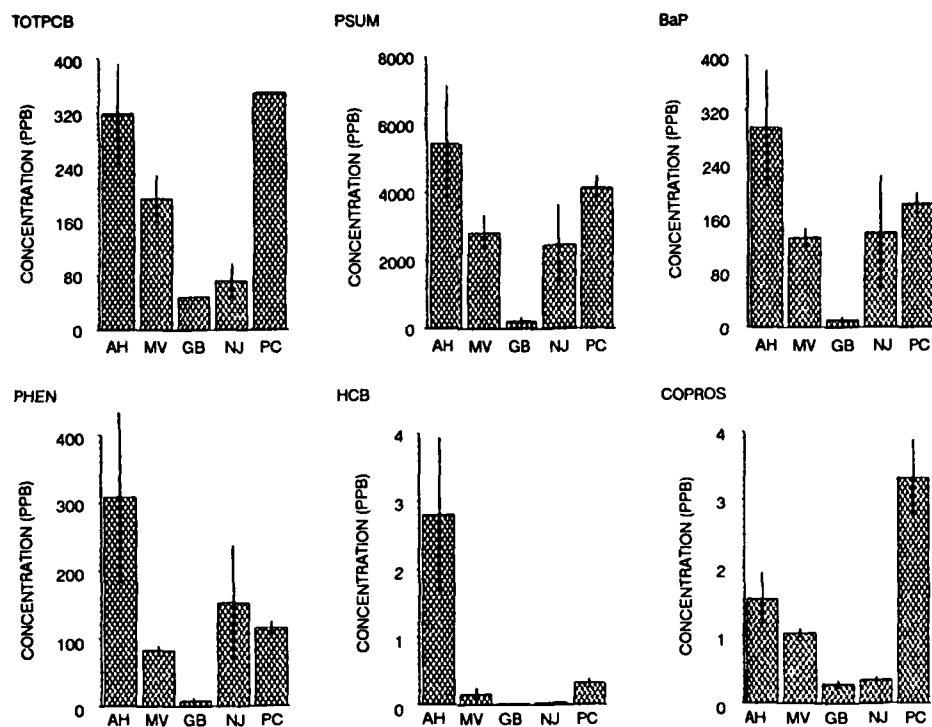 TOTPCB
CONCENTRATION (PPB)
400
320
240
160
80
0
AH MV GB NJ PC
PSUM
CONCENTRATION (PPB)
8000
6000
4000
2000
0
AH MV GB NJ PC
BaP
CONCENTRATION (PPB)
400
320
240
160
80
0
AH MV GB NJ PC
PHEN
CONCENTRATION (PPB)
400
300
200
100
0
AH MV GB NJ PC
HCB
CONCENTRATION (PPB)
4
3
2
1
0
AH MV GB NJ PC
COPROS
CONCENTRATION (PPB)
4
3
2
1
0
AH MV GB NJ PC